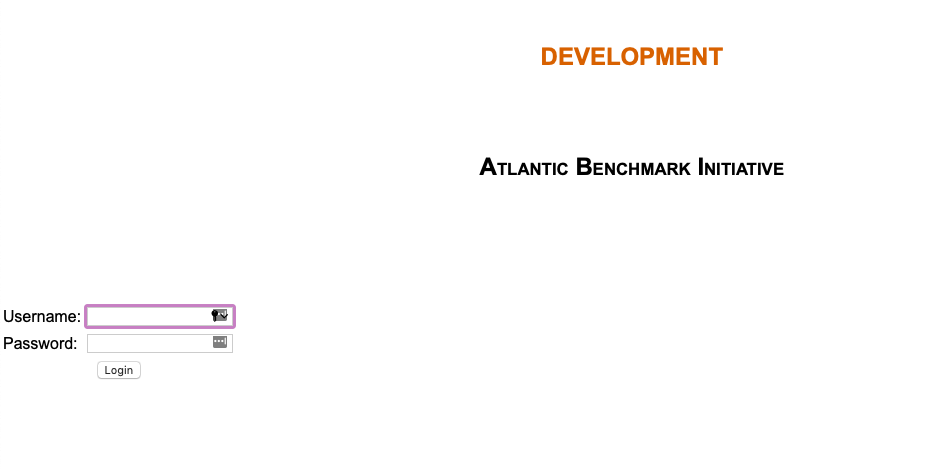 DEVELOPMENT
Atlantic Benchmark Initiative
Username:
Password:
Login